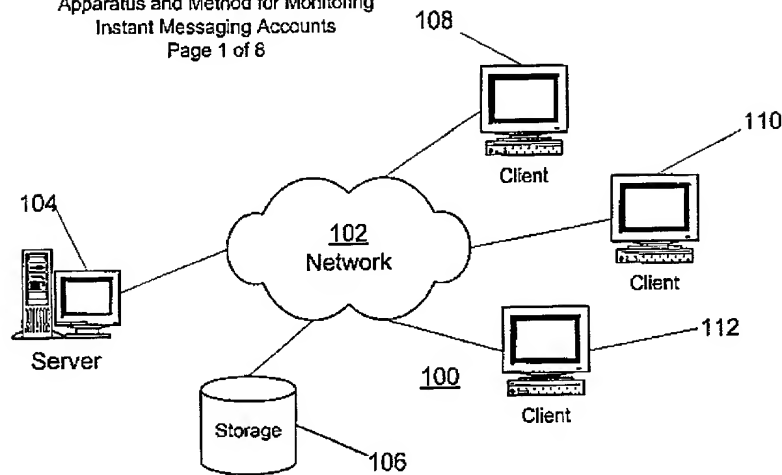 Apparatus and Method for Monitoring
Instant Messaging Accounts
Page 1 of 8
108
Client
110
Client
104
Server
102
Network
112
Client
100
Storage
106